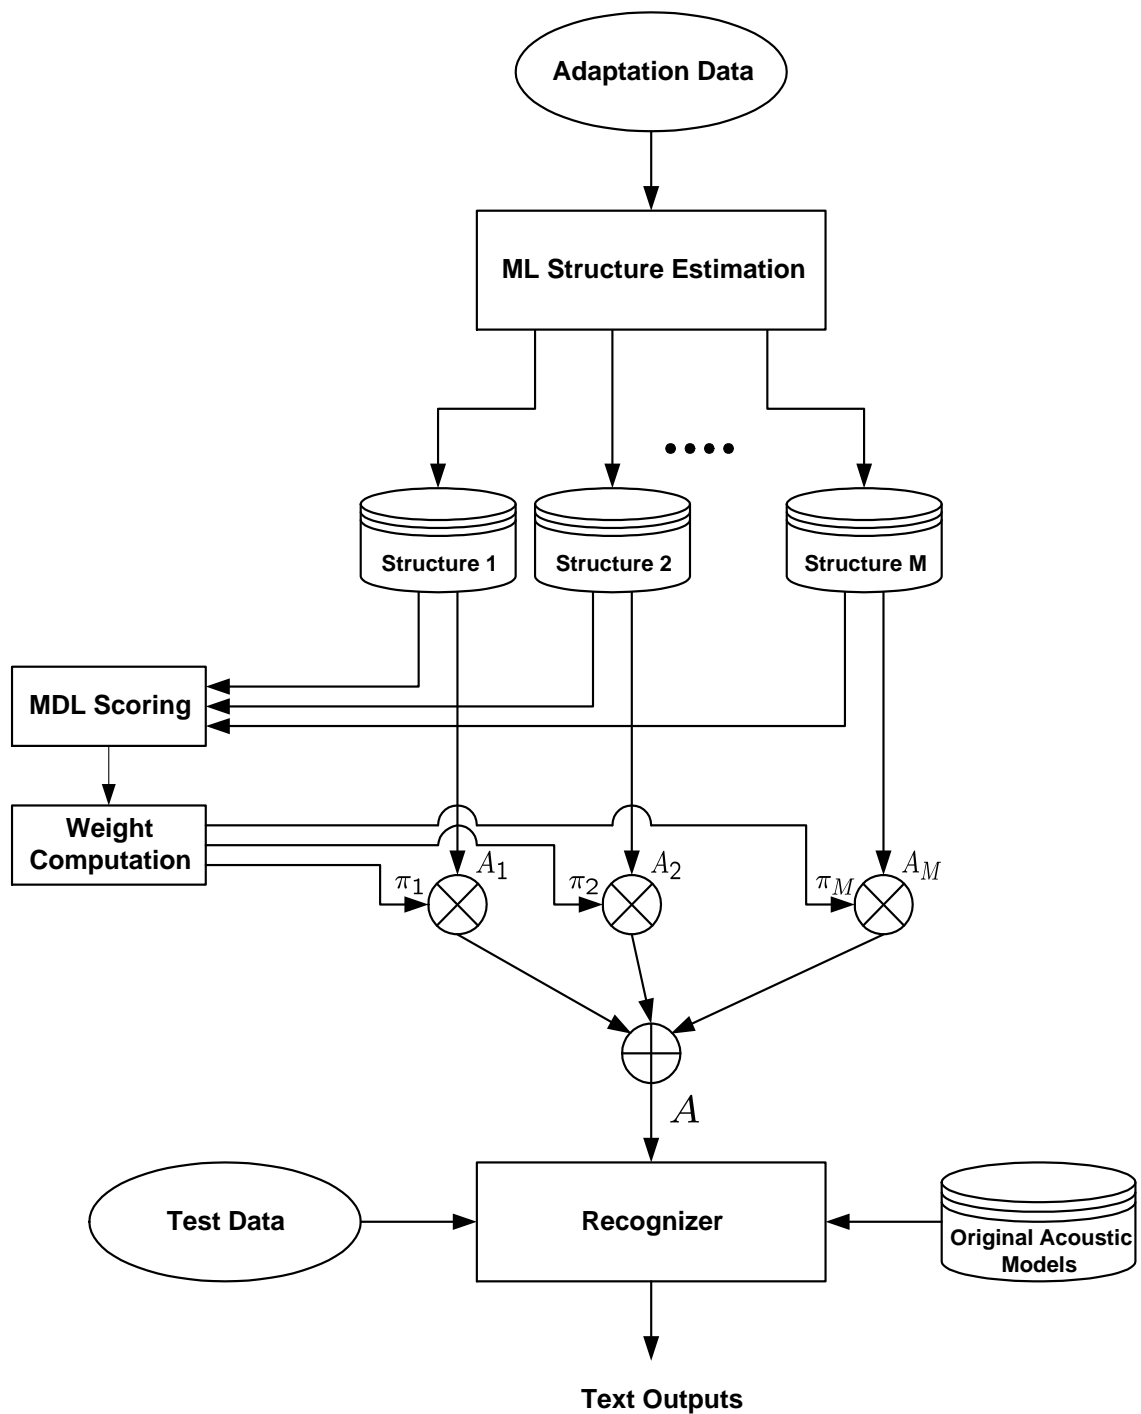 Adaptation Data
ML Structure Estimation
Structure 1
Structure 2
Structure M
MDL Scoring
Weight
Computation
π1
A1
π2
A2
πM
AM
A
Test Data
Recognizer
Original Acoustic
Models
Text Outputs